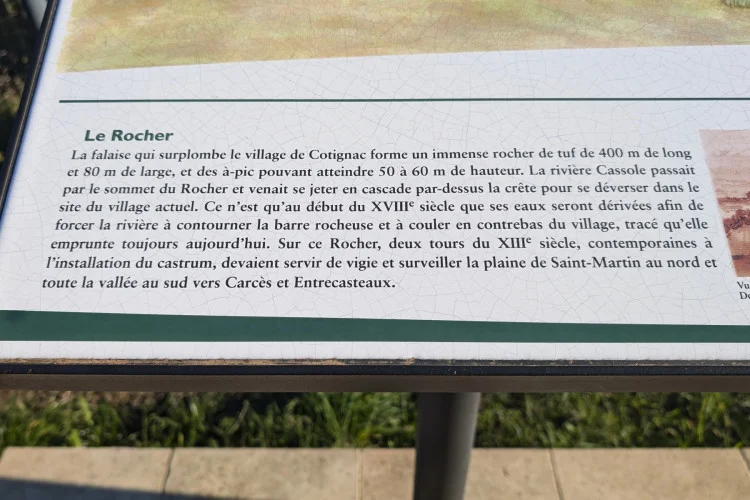 Le Rocher
La falaise qui surplombe le village de Cotignac forme un immense rocher de tuf de 400 m de long
et 80 m de large, et des à-pic pouvant atteindre 50 à 60 m de hauteur. La rivière Cassole passait
par le sommet du Rocher et venait se jeter en cascade par-dessus la crête pour se déverser dans le
site du village actuel. Ce n'est qu'au début du XVIIIe siècle que ses eaux seront dérivées afin de
forcer la rivière à contourner la barre rocheuse et à couler en contrebas du village, tracé qu'elle
emprunte toujours aujourd'hui. Sur ce Rocher, deux tours du XIIIe siècle, contemporaines à
l'installation du castrum, devaient servir de vigie et surveiller la plaine de Saint-Martin au nord et
toute la vallée au sud vers Carcès et Entrecasteaux.